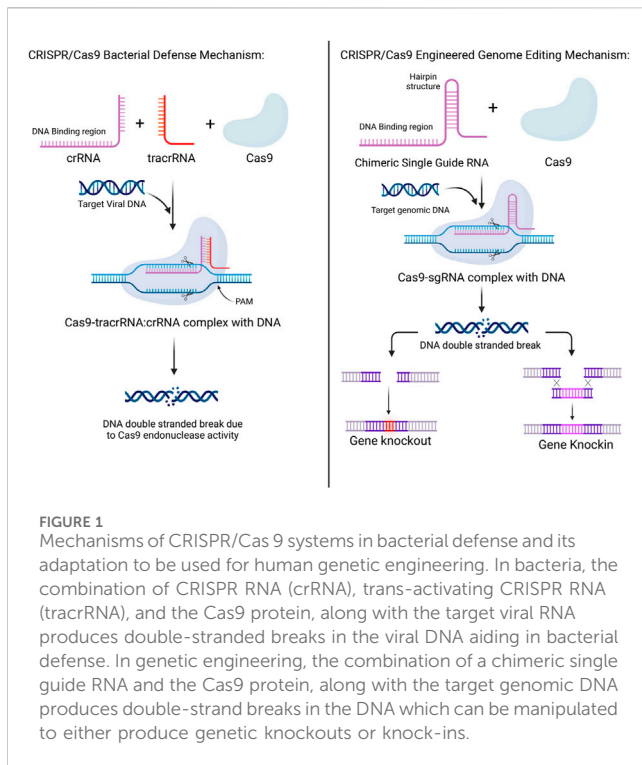 CRISPR/Cas9 Bacterial Defense Mechanism:
DNA Binding region
crRNA
+
tracrRNA
+
Cas9
Target Viral DNA
PAM
Cas9-tracrRNA:crRNA complex with DNA
DNA double stranded break due
to Cas9 endonuclease activity
CRISPR/Cas9 Engineered Genome Editing Mechanism:
Hairpin
structure
+
DNA Binding region
Chimeric Single Guide RNA
Cas9
Target genomic DNA
Cas9-sgRNA complex with DNA
DNA double stranded break
Gene knockout
Gene Knockin
FIGURE 1
Mechanisms of CRISPR/Cas 9 systems in bacterial defense and its
adaptation to be used for human genetic engineering. In bacteria, the
combination of CRISPR RNA (crRNA), trans-activating CRISPR RNA
(tracrRNA), and the Cas9 protein, along with the target viral RNA
produces double-stranded breaks in the viral DNA aiding in bacterial
defense. In genetic engineering, the combination of a chimeric single
guide RNA and the Cas9 protein, along with the target genomic DNA
produces double-strand breaks in the DNA which can be manipulated
to either produce genetic knockouts or knock-ins.